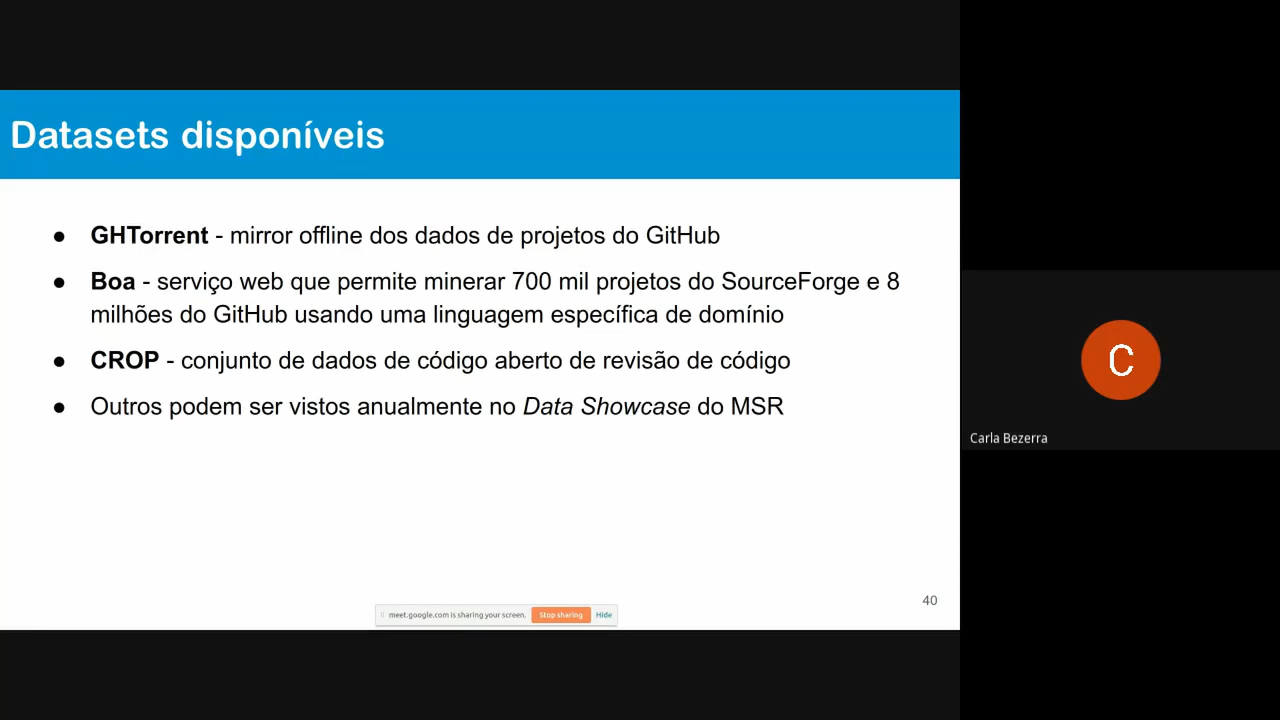 Datasets disponíveis
● GHTorrent - mirror offline dos dados de projetos do GitHub
● Boa - serviço web que permite minerar 700 mil projetos do SourceForge e 8
milhões do GitHub usando uma linguagem específica de domínio
● CROP - conjunto de dados de código aberto de revisão de código
● Outros podem ser vistos anualmente no Data Showcase do MSR
40
meet.google.com is sharing your screen. Stop sharing Hide
C
Carla Bezerra